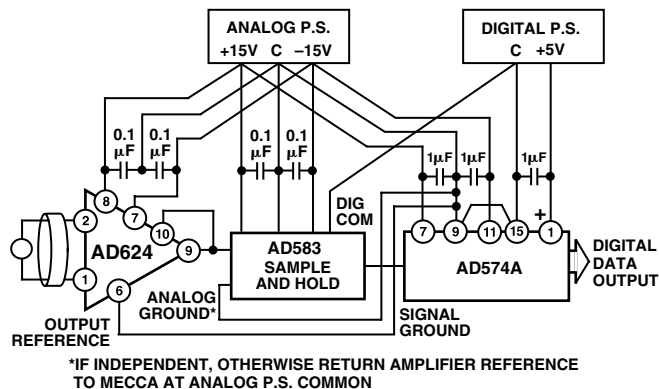 ANALOG P.S.
+15V C –15V
DIGITAL P.S.
C +5V
0.1 µF
0.1 µF
0.1 µF
0.1 µF
1µF
1µF
1µF
DIG COM
8
7
10
9
2
1
6
AD624
AD583
SAMPLE
AND HOLD
7
9
11
15
+
1
AD574A
DIGITAL
DATA
OUTPUT
ANALOG
GROUND*
OUTPUT
REFERENCE
SIGNAL
GROUND
*IF INDEPENDENT, OTHERWISE RETURN AMPLIFIER REFERENCE
TO MECCA AT ANALOG P.S. COMMON